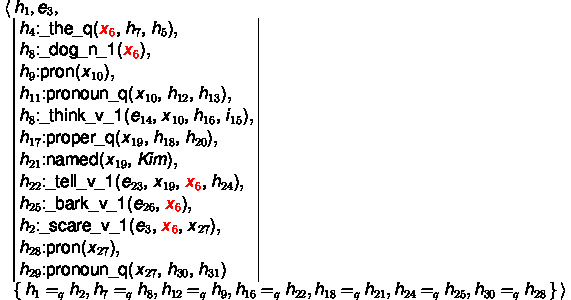 ⟨ h1, e3,
h4:_the_q(x6, h7, h5),
h8:_dog_n_1(x6),
h9:pron(x10),
h11:pronoun_q(x10, h12, h13),
h8:_think_v_1(e14, x10, h16, i15),
h17:proper_q(x19, h18, h20),
h21:named(x19, Kim),
h22:_tell_v_1(e23, x19, x6, h24),
h25:_bark_v_1(e26, x6),
h2:_scare_v_1(e3, x6, x27),
h28:pron(x27),
h29:pronoun_q(x27, h30, h31)
{ h1 =q h2, h7 =q h8, h12 =q h9, h16 =q h22, h18 =q h21, h24 =q h25, h30 =q h28 } ⟩